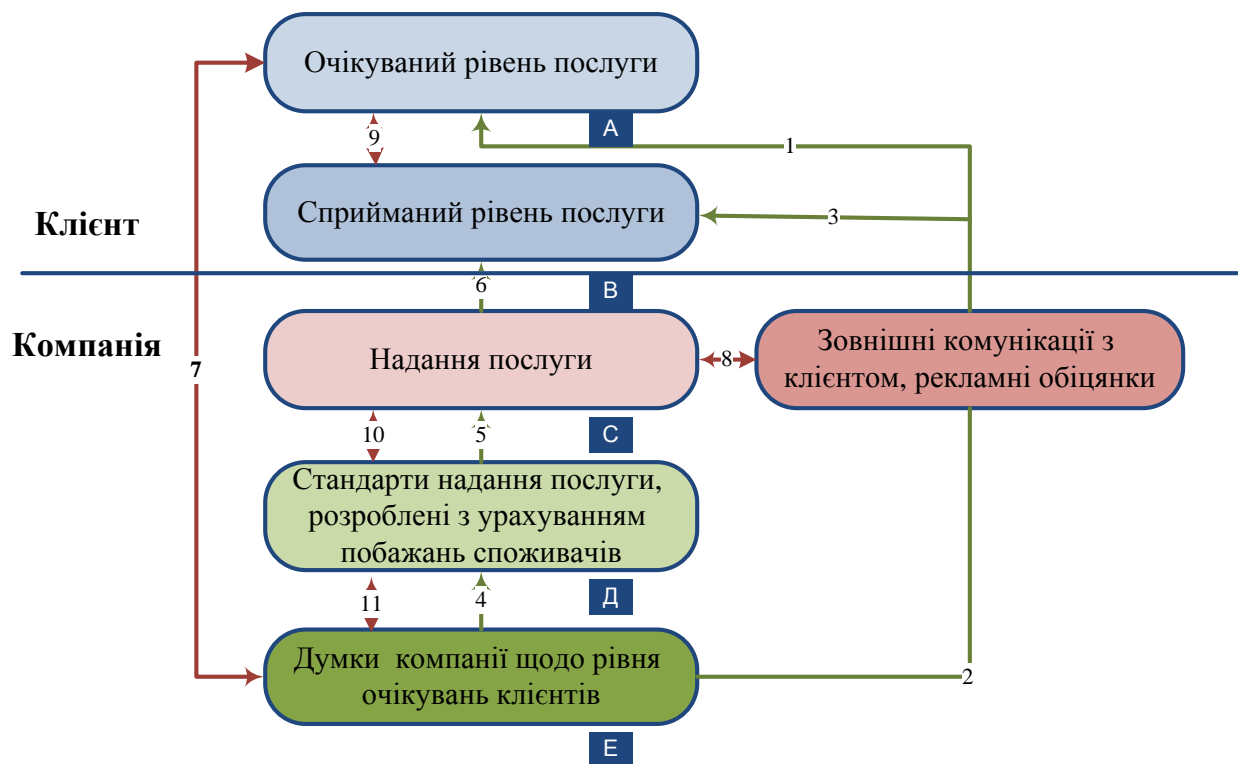 Очікуваний рівень послуги
А
9
1
Сприйманий рівень послуги
3
Клієнт
6
В
Компанія
7
Надання послуги
8
Зовнішні комунікації з
клієнтом, рекламні обіцянки
10
5
С
Стандарти надання послуги,
розроблені з урахуванням
побажань споживачів
11
4
Д
Думки компанії щодо рівня
очікувань клієнтів
2
Е